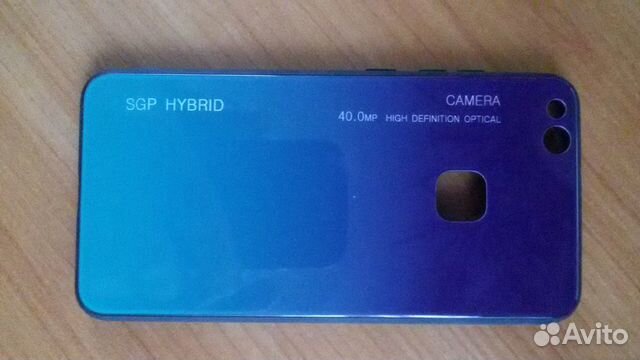 SGP HYBRID
CAMERA
40.0MP HIGH DEFINITION OPTICAL
Avito